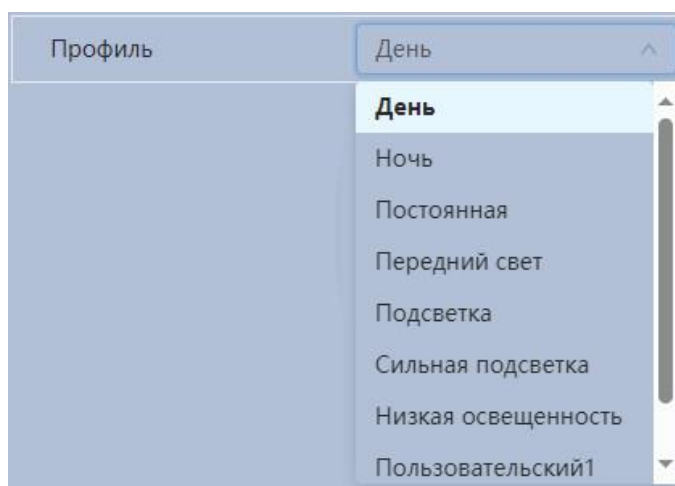 Профиль
День
День
Ночь
Постоянная
Передний свет
Подсветка
Сильная подсветка
Низкая освещенность
Пользовательский1